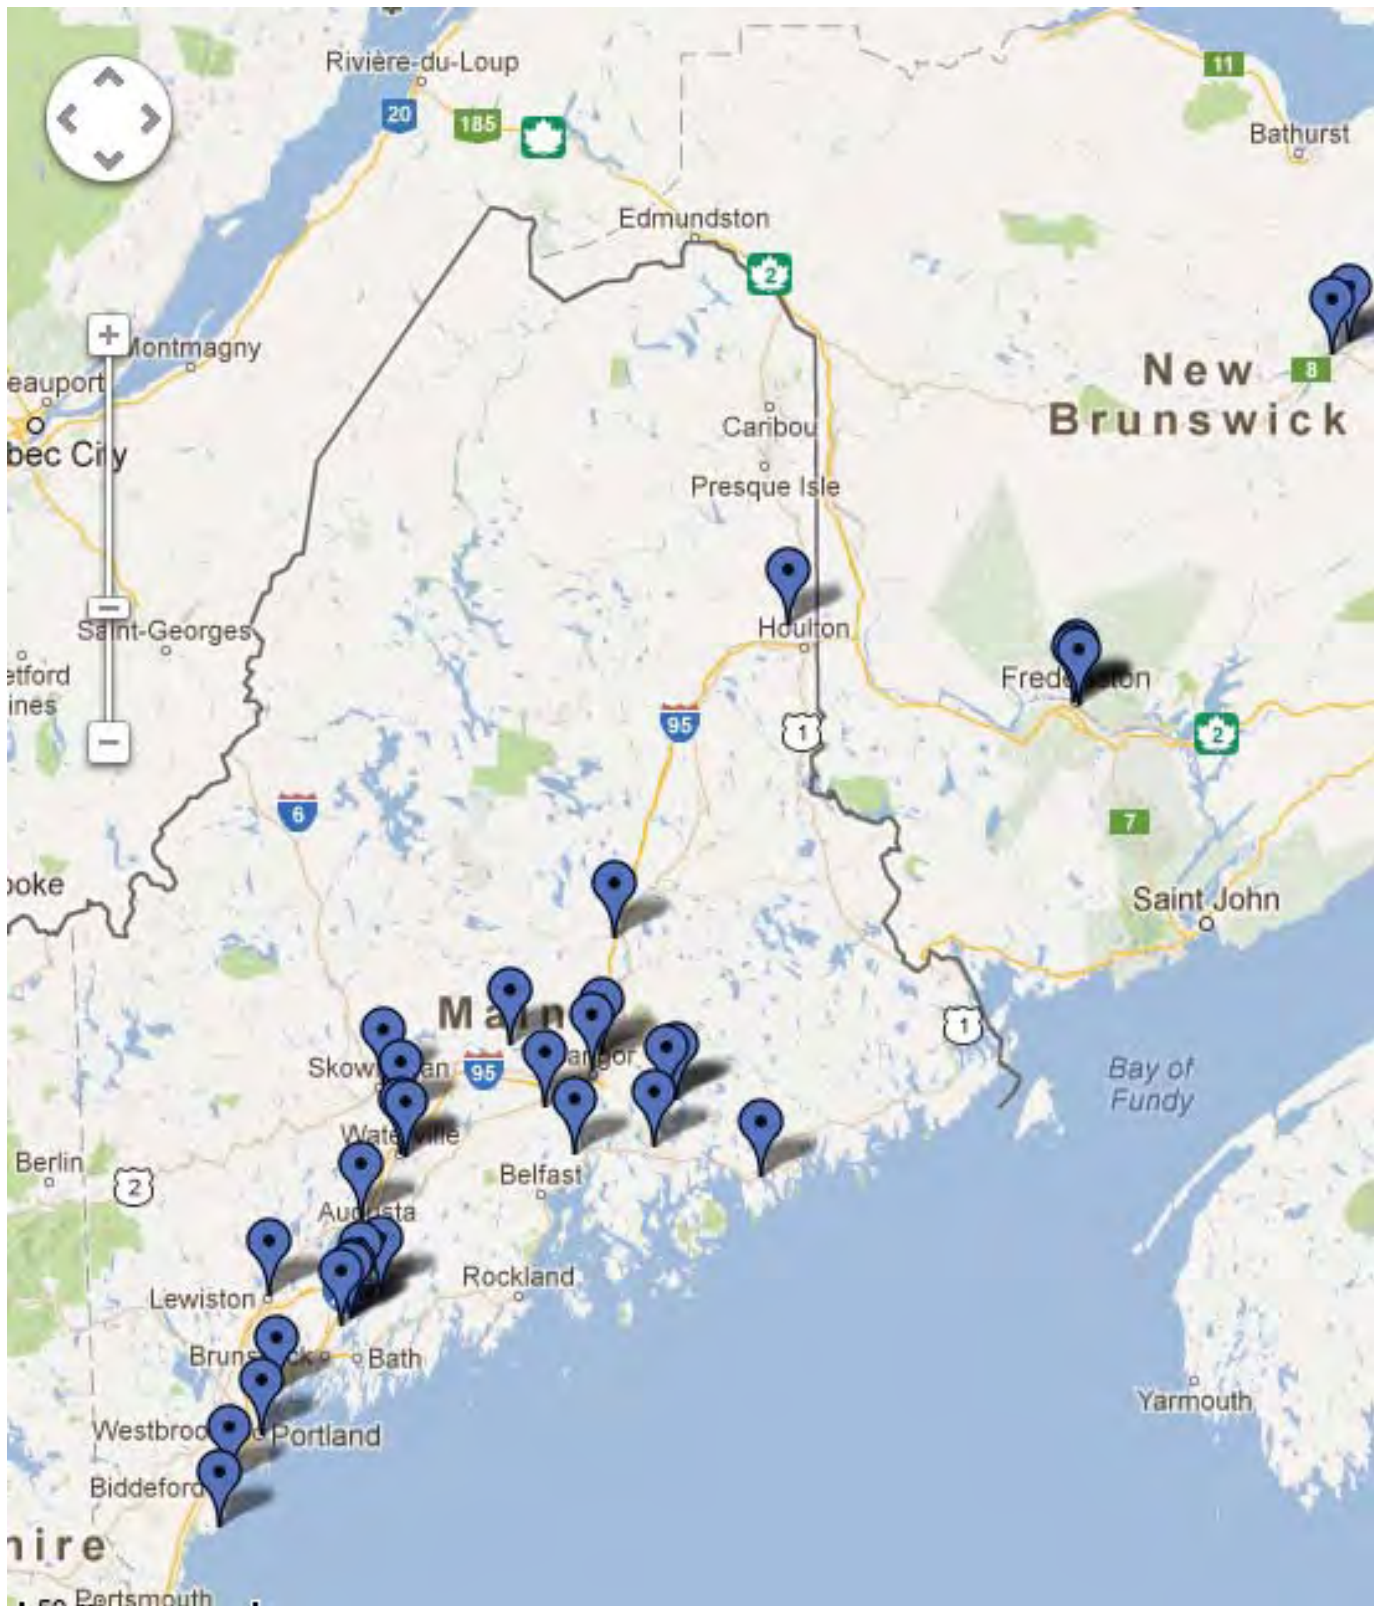 Rivière-du-Loup
11
20
185
Bathurst
Edmundston
2
Montmagny
eauport
New
8
Brunswick
Caribou
bec City
Presque Isle
Saint-Georges
Houlton
etford
ines
95
1
2
6
7
ooke
Saint John
Main
1
95
Bay of
Fundy
Berlin
2
Belfast
Augusta
Rockland
Lewiston
Bath
Yarmouth
Portland
Biddeford
hire
Portsmouth